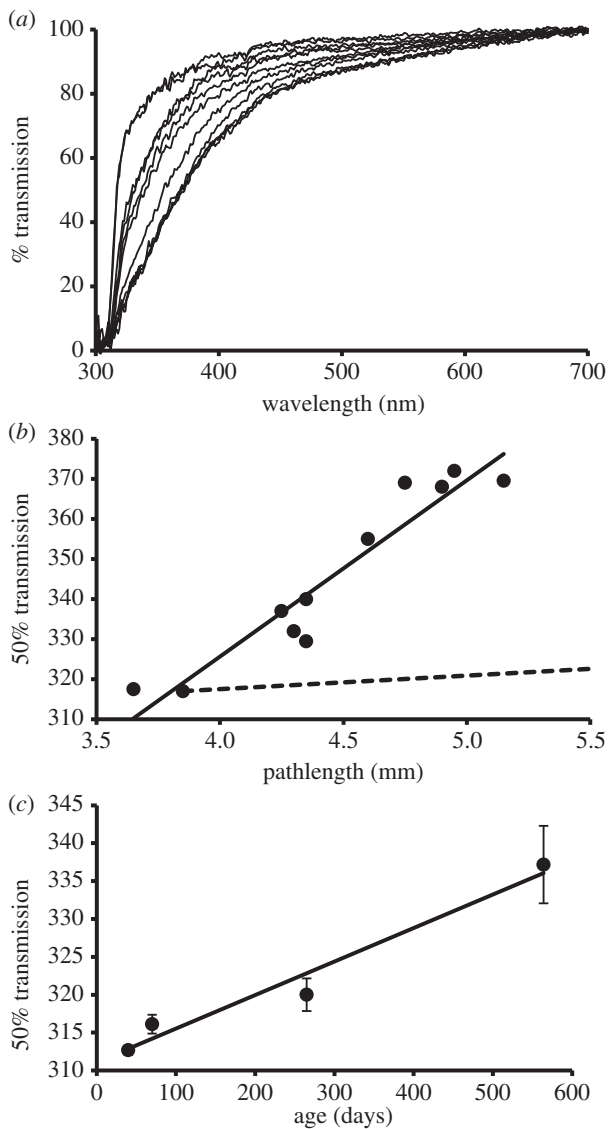 (a)
100
80
60
40
20
0
% transmission
300 400 500 600 700
wavelength (nm)
(b)
380
370
360
350
340
330
320
310
50% transmission
3.5 4.0 4.5 5.0 5.5
pathlength (mm)
(c)
345
340
335
330
325
320
315
310
50% transmission
0 100 200 300 400 500 600
age (days)